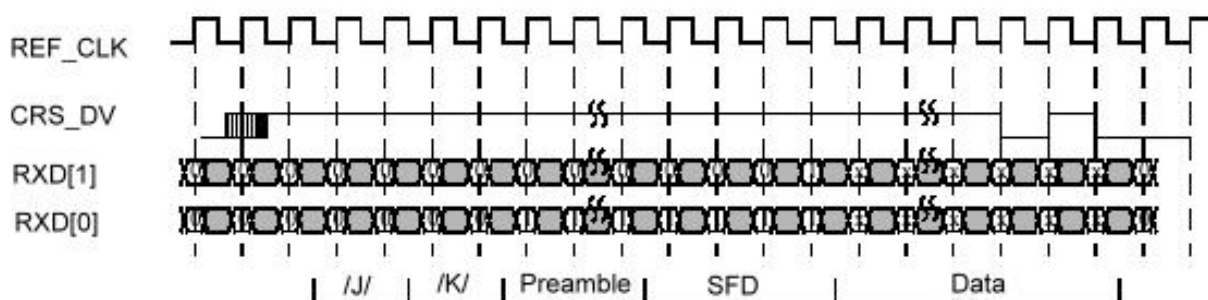 REF_CLK
CRS_DV
RXD[1]
RXD[0]
/J/ /K/ Preamble SFD Data